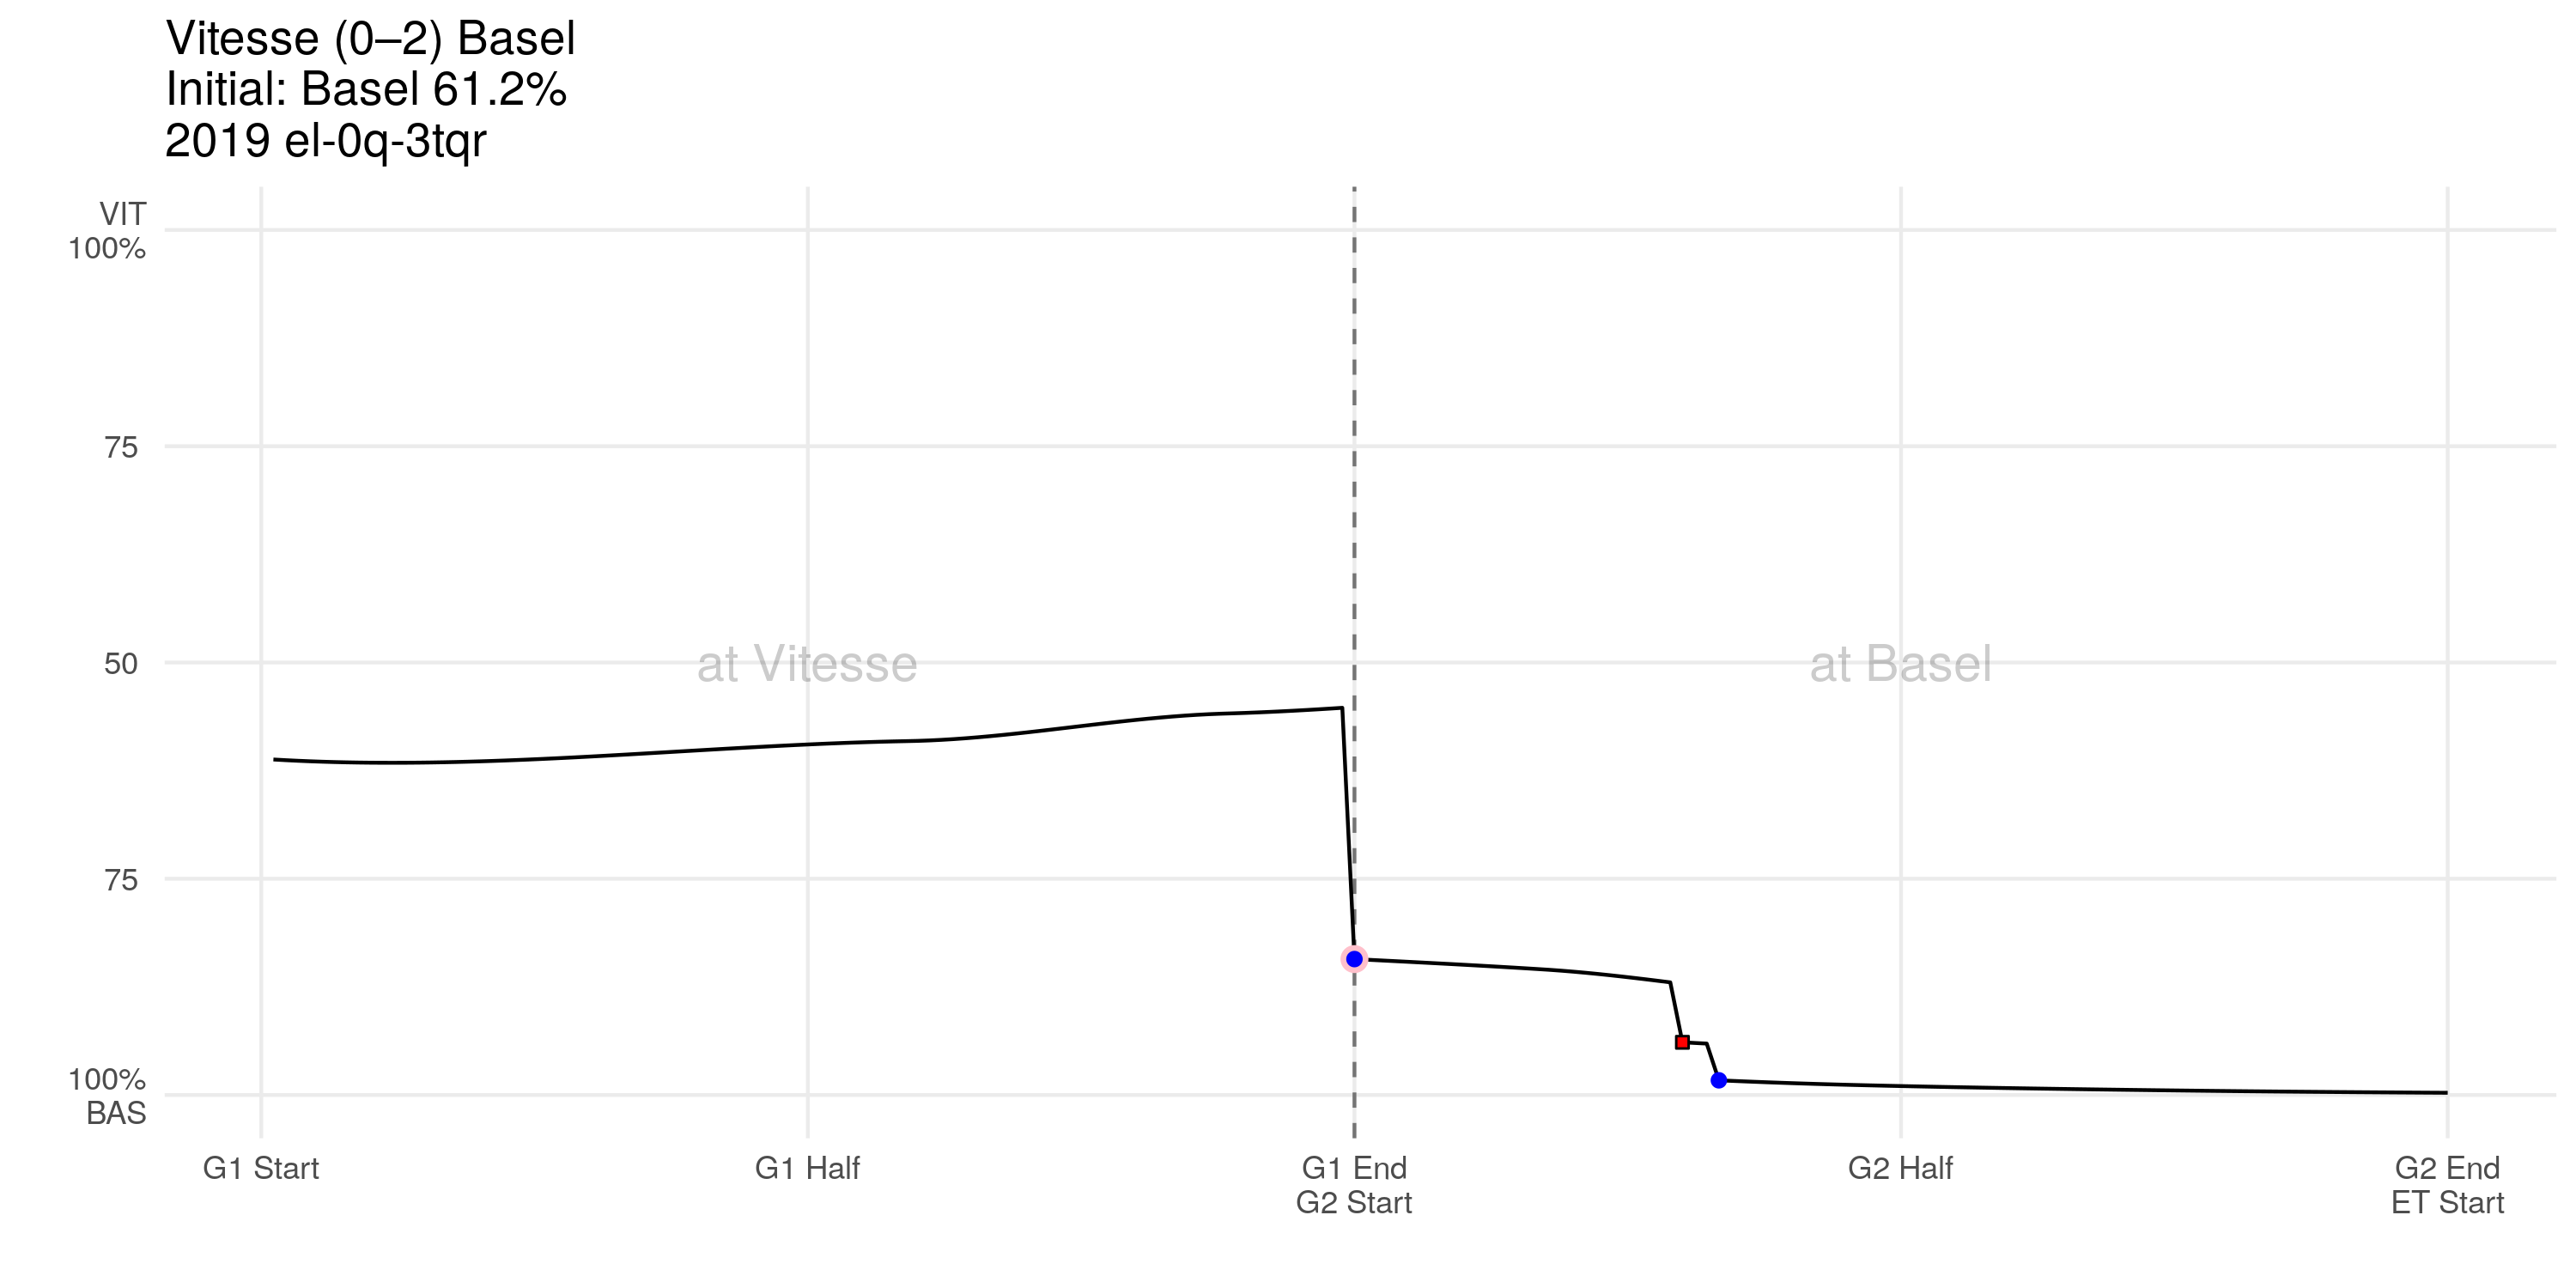 Vitesse (0–2) Basel
Initial: Basel 61.2%
2019 el-0q-3tqr
VIT
100%
75
50
at Vitesse
at Basel
75
100%
BAS
G1 Start
G1 Half
G1 End
G2 Start
G2 Half
G2 End
ET Start